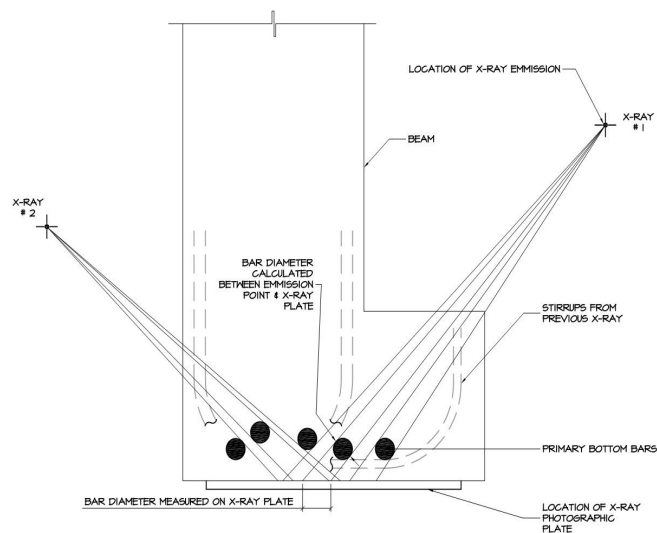 LOCATION OF X-RAY EMMISSION
X-RAY
# 1
BEAM
X-RAY
# 2
BAR DIAMETER
CALCULATED
BETWEEN EMMISSION
POINT & X-RAY
PLATE
STIRRUPS FROM
PREVIOUS X-RAY
PRIMARY BOTTOM BARS
BAR DIAMETER MEASURED ON X-RAY PLATE
LOCATION OF X-RAY
PHOTOGRAPHIC
PLATE